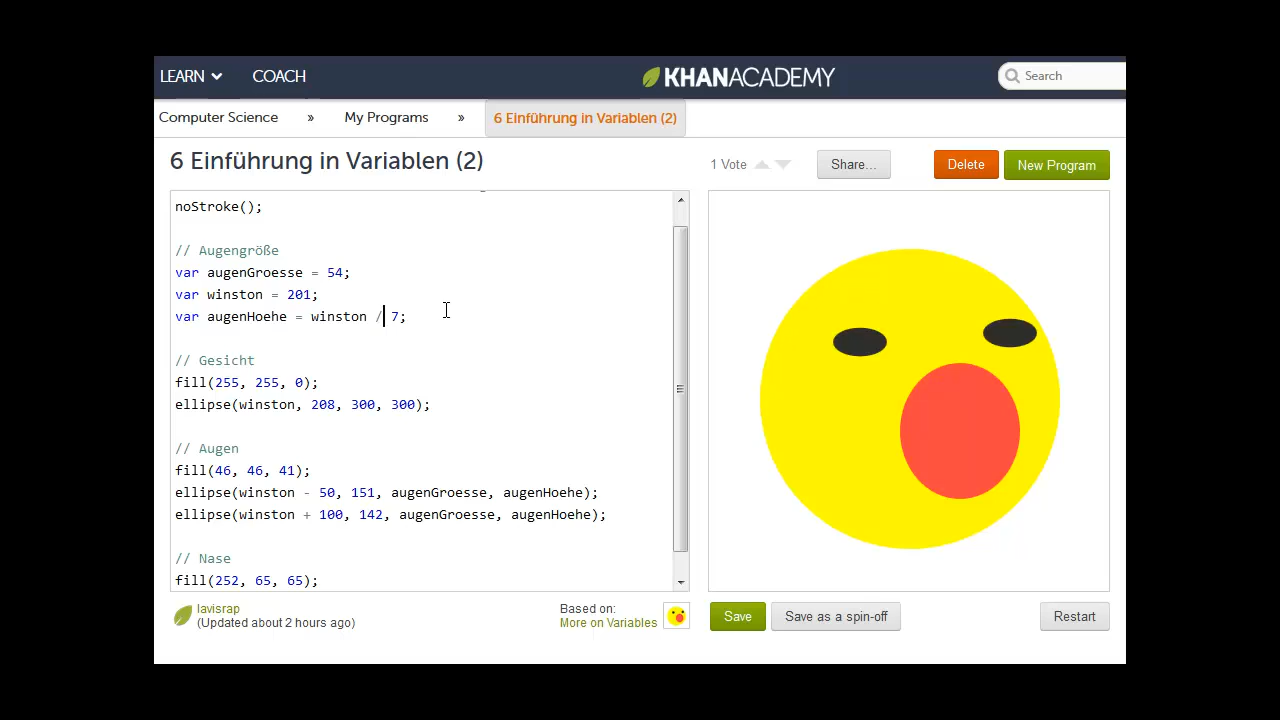 LEARN COACH KHANACADEMY Search
Computer Science » My Programs » 6 Einführung in Variablen (2)
6 Einführung in Variablen (2)
1 Vote Share... Delete New Program
noStroke();
// Augengröße
var augenGroesse = 54;
var winston = 201;
var augenHoehe = winston / 7;
// Gesicht
fill(255, 255, 0);
ellipse(winston, 208, 300, 300);
// Augen
fill(46, 46, 41);
ellipse(winston - 50, 151, augenGroesse, augenHoehe);
ellipse(winston + 100, 142, augenGroesse, augenHoehe);
// Nase
fill(252, 65, 65);
lavisrap
(Updated about 2 hours ago)
Based on:
More on Variables
Save Save as a spin-off Restart